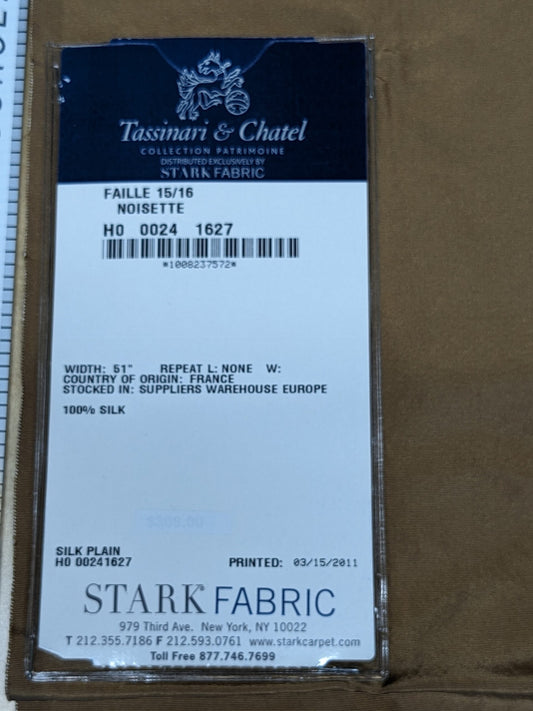 Tassinari & Chatel
COLLECTION PATRIMOINE
DISTRIBUTED EXCLUSIVELY BY
STARK FABRIC
FAILLE 15/16
NOISETTE
H0 0024 1627
*1008237572*
WIDTH: 51" REPEAT L: NONE W:
COUNTRY OF ORIGIN: FRANCE
STOCKED IN: SUPPLIERS WAREHOUSE EUROPE
100% SILK
SILK PLAIN
H0 00241627 PRINTED: 03/15/2011
STARK FABRIC
979 Third Ave. New York, NY 10022
T 212.355.7186 F 212.593.0761 www.starkcarpet.com
Toll Free 877.746.7699